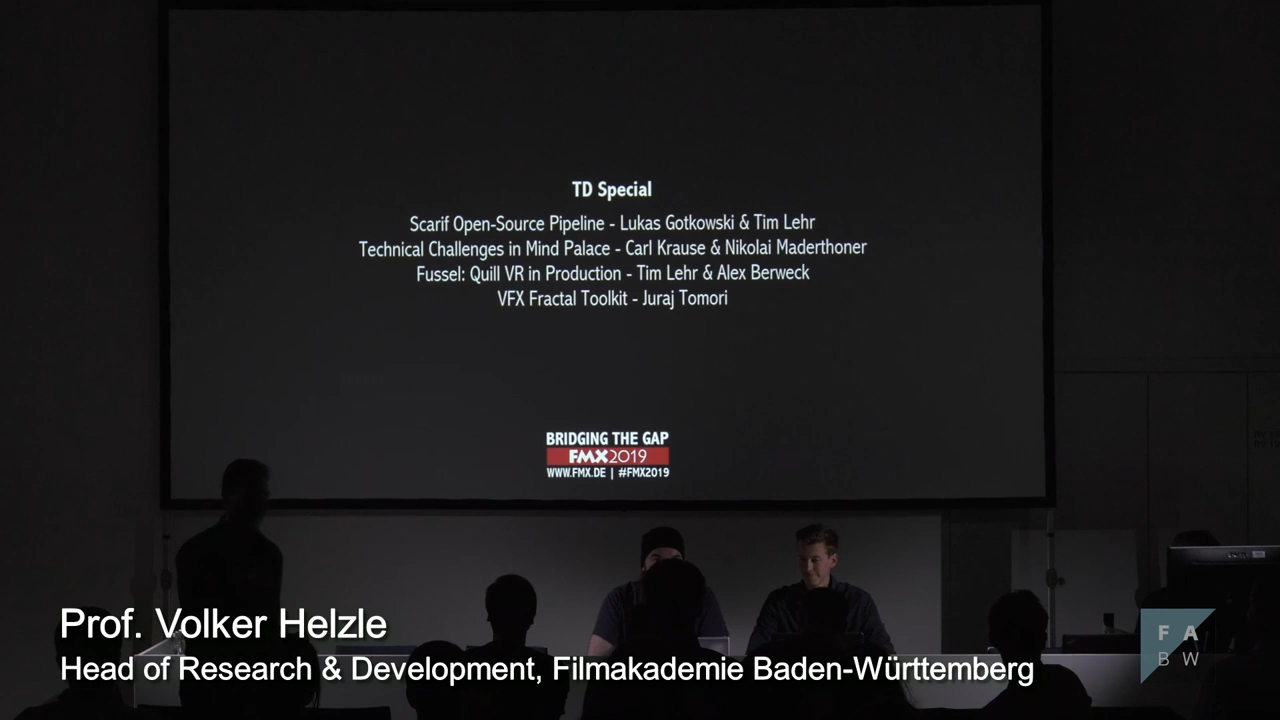 TD Special
Scarif Open-Source Pipeline - Lukas Gotkowski & Tim Lehr
Technical Challenges in Mind Palace - Carl Krause & Nikolai Maderthoner
Fussel: Quill VR in Production - Tim Lehr & Alex Berweck
VFX Fractal Toolkit - Juraj Tomori
BRIDGING THE GAP
FMX2019
WWW.FMX.DE | #FMX2019
Prof. Volker Helzle
Head of Research & Development, Filmakademie Baden-Württemberg
F A
B W